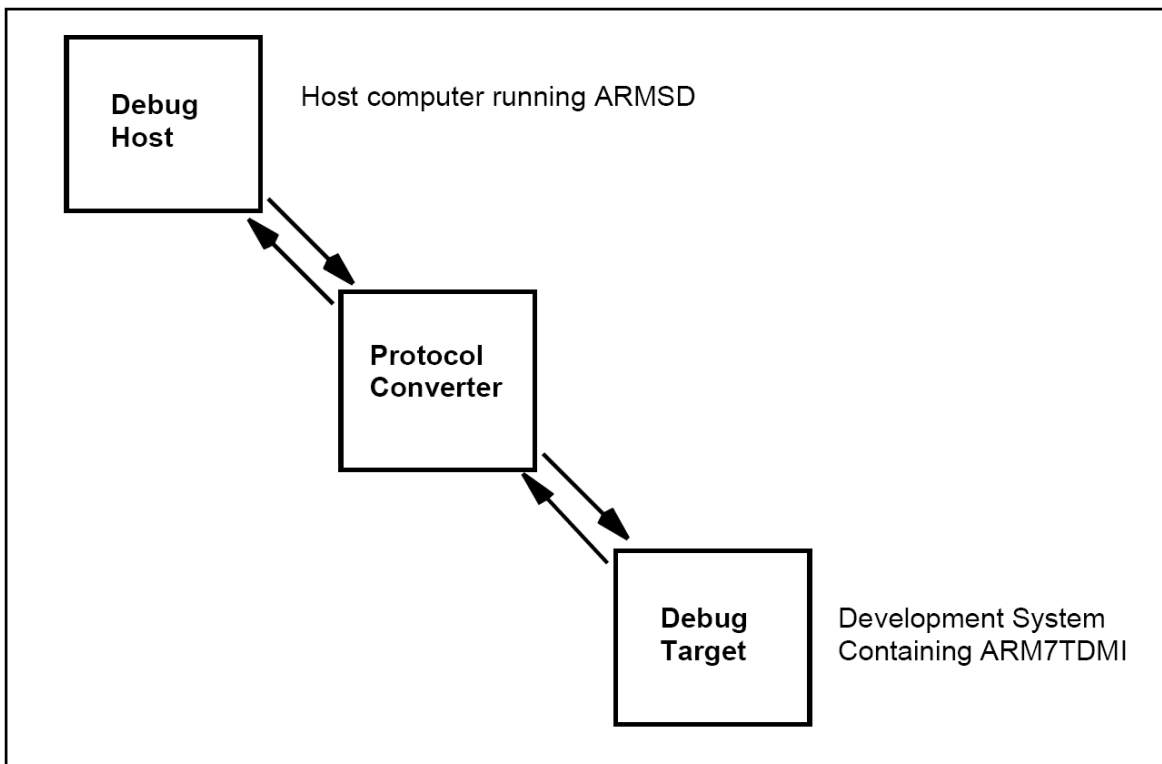 Debug
Host
Host computer running ARMSD
Protocol
Converter
Debug
Target
Development System
Containing ARM7TDMI